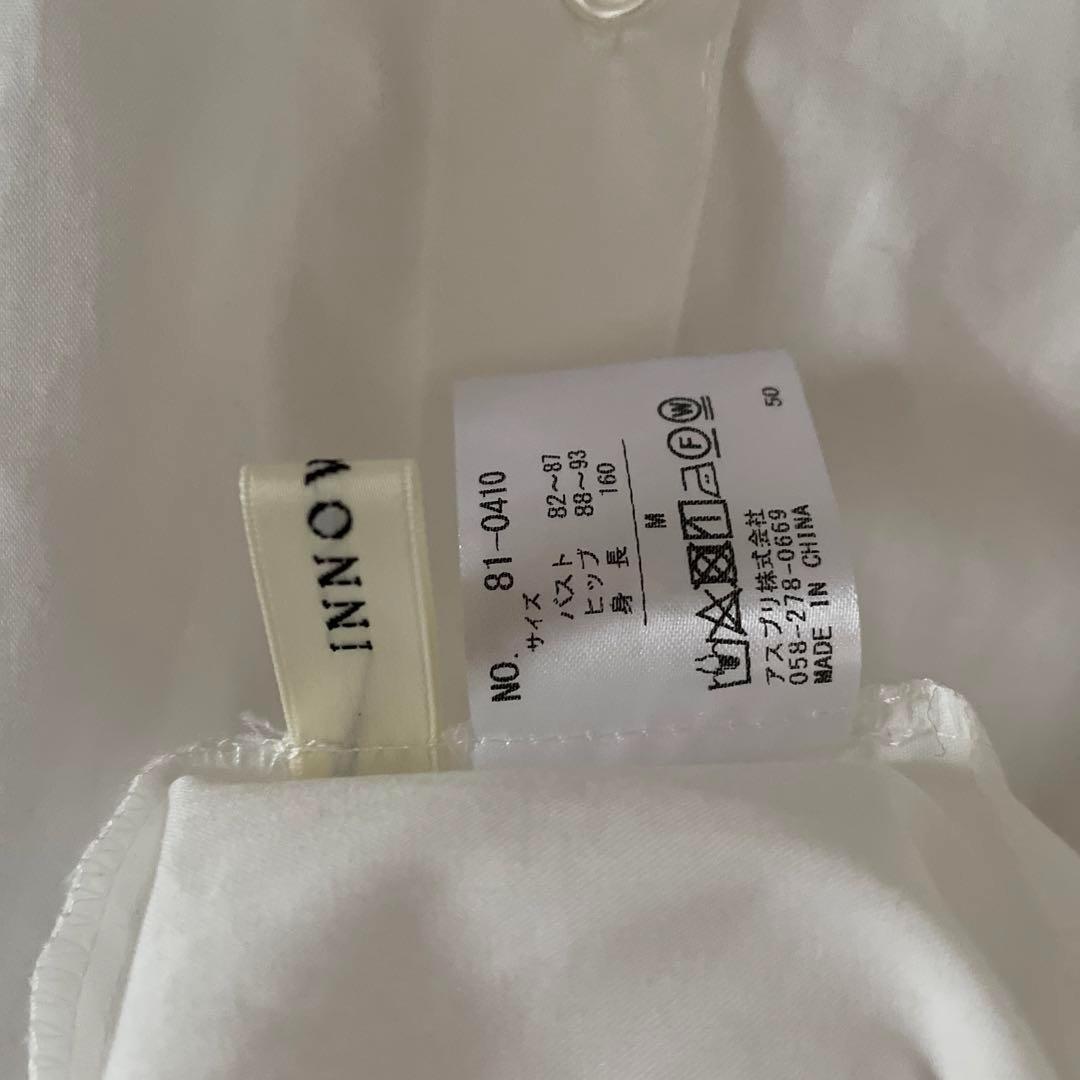 INNO W
NO. 81-0410
サイズ
バスト 82～87
ヒップ 88～93
身長 160
M
F W
アスプリ株式会社
058-278-0669
MADE IN CHINA
50